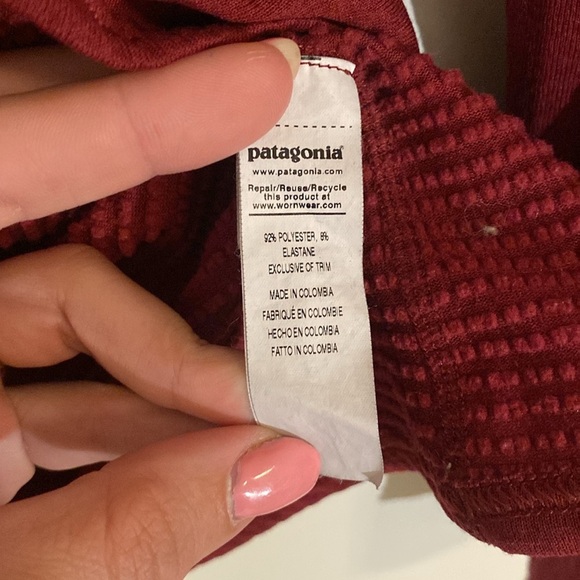 patagonia®
www.patagonia.com
Repair/Reuse/Recycle
this product at
www.wornwear.com
92% POLYESTER, 8%
ELASTANE
EXCLUSIVE OF TRIM
MADE IN COLOMBIA
FABRIQUÉ EN COLOMBIE
HECHO EN COLOMBIA
FATTO IN COLOMBIA